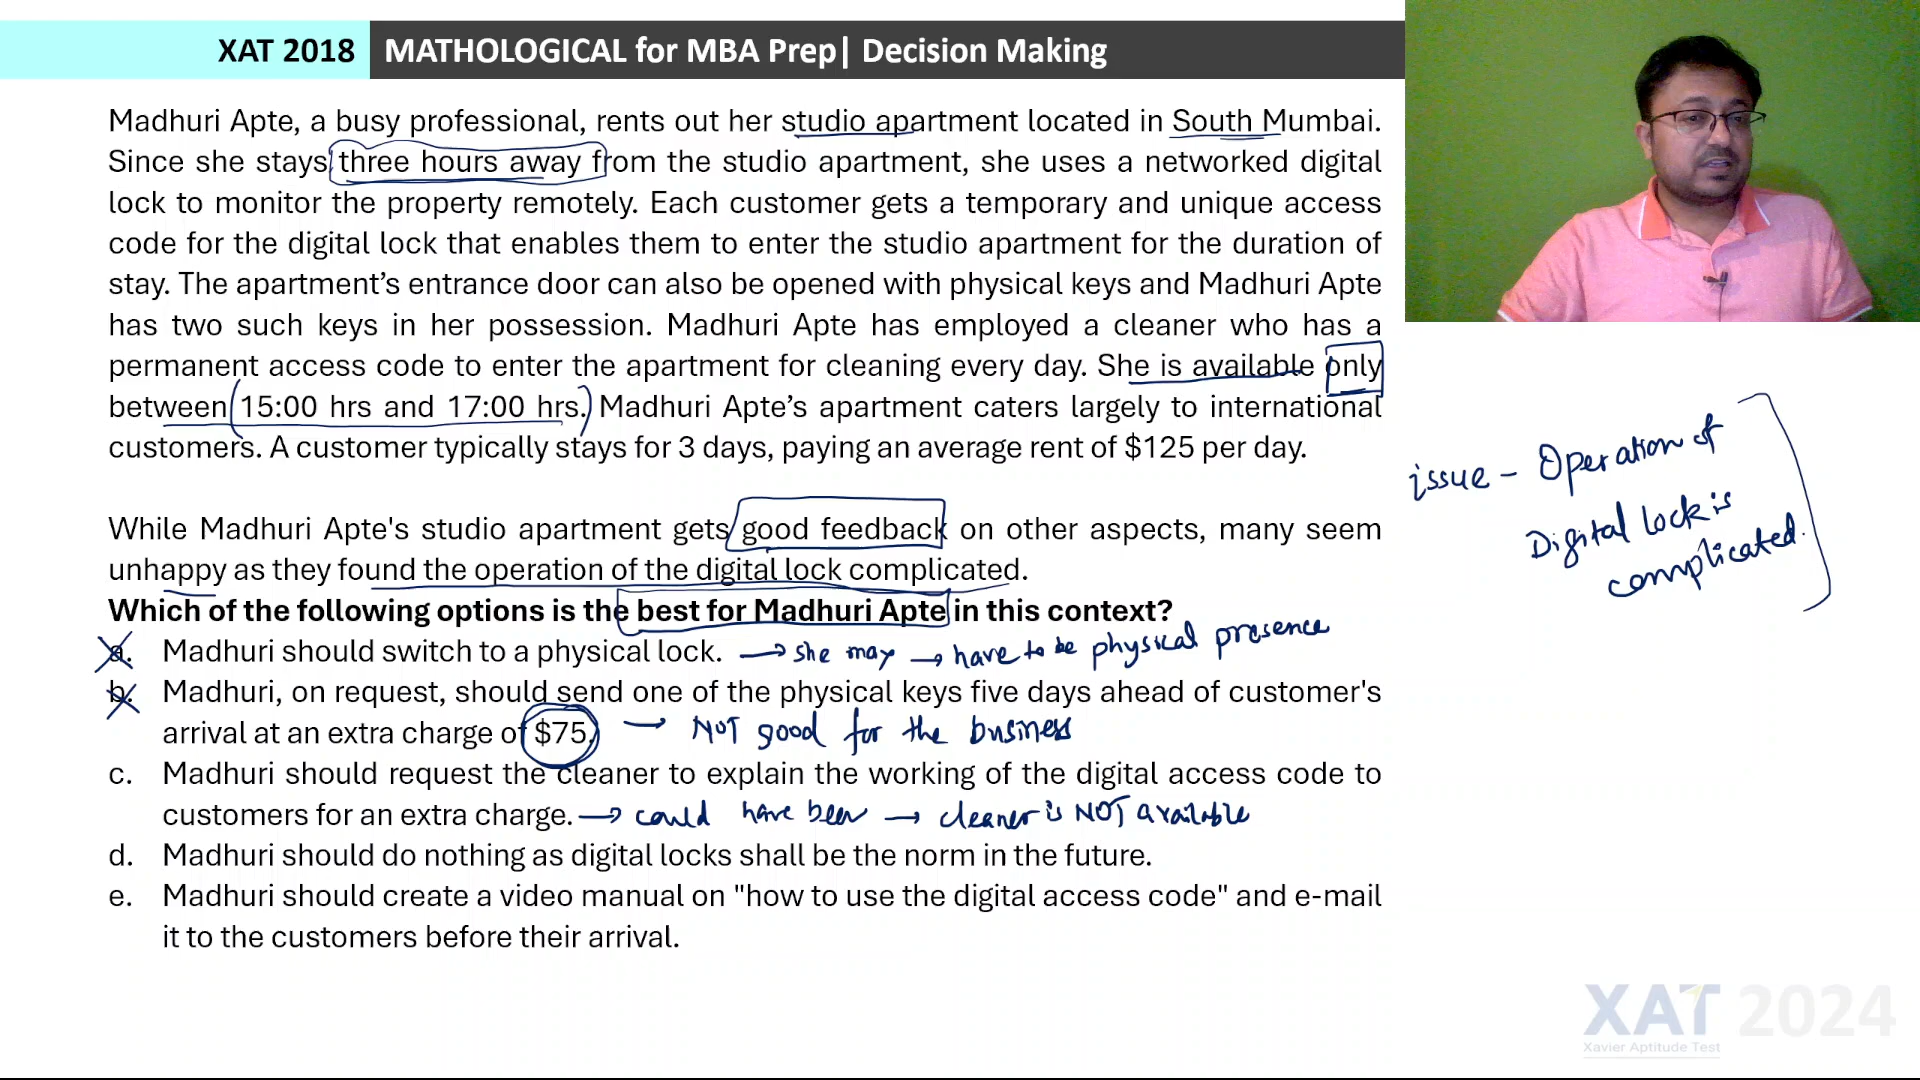 XAT 2018 MATHOLOGICAL for MBA Prep| Decision Making
Madhuri Apte, a busy professional, rents out her studio apartment located in South Mumbai.
Since she stays three hours away from the studio apartment, she uses a networked digital
lock to monitor the property remotely. Each customer gets a temporary and unique access
code for the digital lock that enables them to enter the studio apartment for the duration of
stay. The apartment's entrance door can also be opened with physical keys and Madhuri Apte
has two such keys in her possession. Madhuri Apte has employed a cleaner who has a
permanent access code to enter the apartment for cleaning every day. She is available only
between 15:00 hrs and 17:00 hrs. Madhuri Apte's apartment caters largely to international
customers. A customer typically stays for 3 days, paying an average rent of $125 per day.
issue - Operation of
Digital lock is
complicated.
While Madhuri Apte's studio apartment gets good feedback on other aspects, many seem
unhappy as they found the operation of the digital lock complicated.
Which of the following options is the best for Madhuri Apte in this context?
a. Madhuri should switch to a physical lock. → she may → have to be physical presence
b. Madhuri, on request, should send one of the physical keys five days ahead of customer's
arrival at an extra charge of $75. → NOT good for the business
c. Madhuri should request the cleaner to explain the working of the digital access code to
customers for an extra charge. → could have been → cleaner is NOT available
d. Madhuri should do nothing as digital locks shall be the norm in the future.
e. Madhuri should create a video manual on "how to use the digital access code" and e-mail
it to the customers before their arrival.
XAT 2024
Xavier Aptitude Test